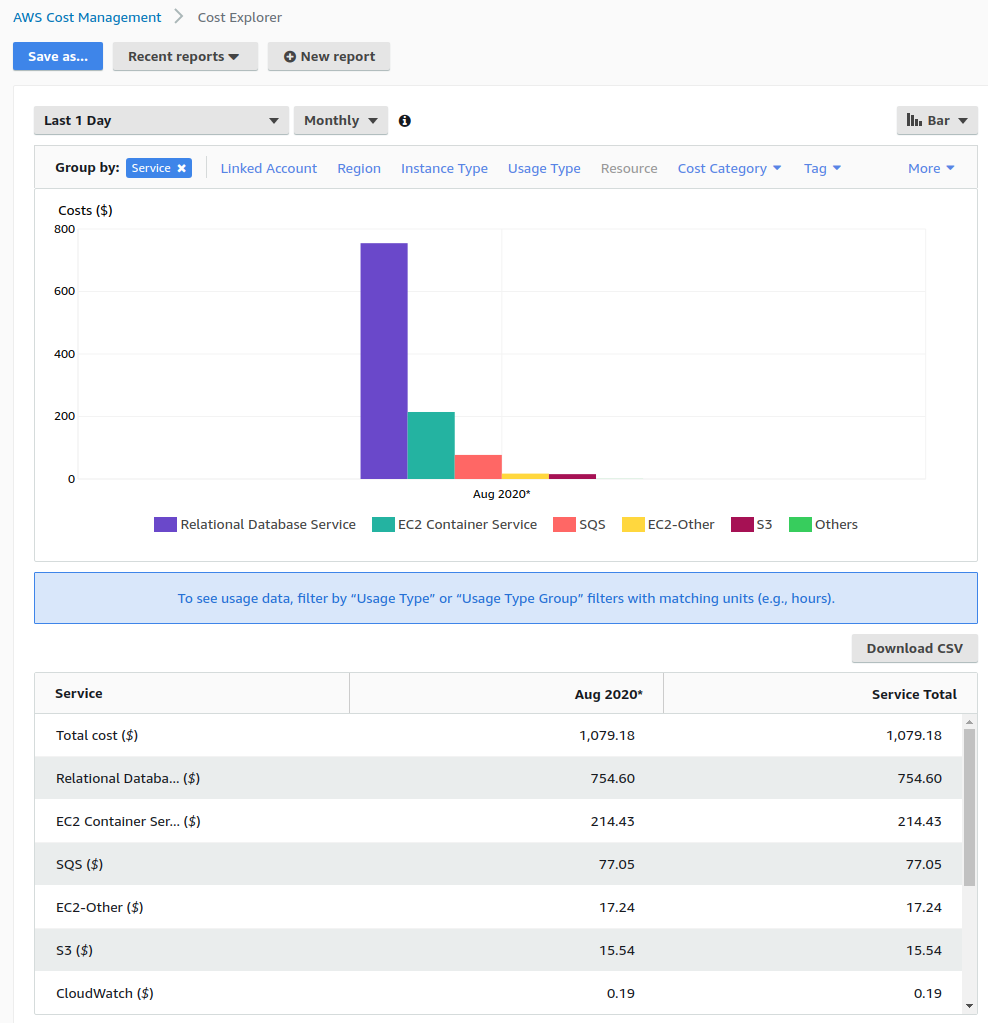 AWS Cost Management > Cost Explorer
Save as... Recent reports New report
Last 1 Day Monthly Bar
Group by: Service Linked Account Region Instance Type Usage Type Resource Cost Category Tag More
Costs ($)
800
600
400
200
0
Aug 2020*
Relational Database Service EC2 Container Service SQS EC2-Other S3 Others
To see usage data, filter by “Usage Type” or “Usage Type Group” filters with matching units (e.g., hours).
Download CSV
Service Aug 2020* Service Total
Total cost ($) 1,079.18 1,079.18
Relational Databa... ($) 754.60 754.60
EC2 Container Ser... ($) 214.43 214.43
SQS ($) 77.05 77.05
EC2-Other ($) 17.24 17.24
S3 ($) 15.54 15.54
CloudWatch ($) 0.19 0.19